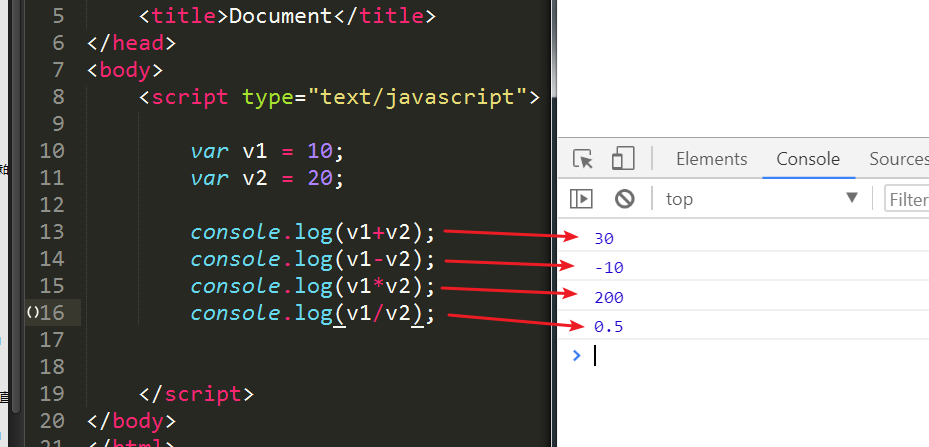 5 <title>Document</title>
6 </head>
7 <body>
8 <script type="text/javascript">
9
10 var v1 = 10;
11 var v2 = 20;
12
13 console.log(v1+v2);
14 console.log(v1-v2);
15 console.log(v1*v2);
()16 console.log(v1/v2);
17
18
19 </script>
20 </body>
21 </html>
Elements Console Sources
top ▼ Filter
30
-10
200
0.5
>